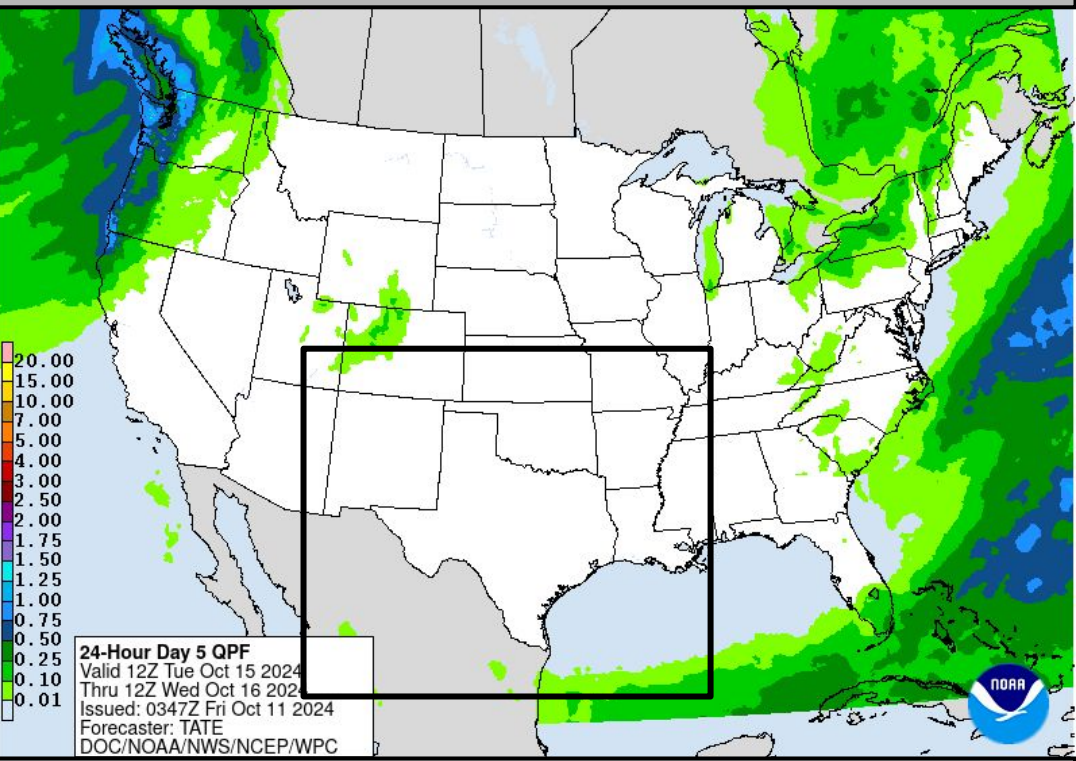 20.00
15.00
10.00
7.00
5.00
4.00
3.00
2.50
2.00
1.75
1.50
1.25
1.00
0.75
0.50
0.25
0.10
0.01
24-Hour Day 5 QPF
Valid 12Z Tue Oct 15 2024
Thru 12Z Wed Oct 16 2024
Issued: 0347Z Fri Oct 11 2024
Forecaster: TATE
DOC/NOAA/NWS/NCEP/WPC
NOAA